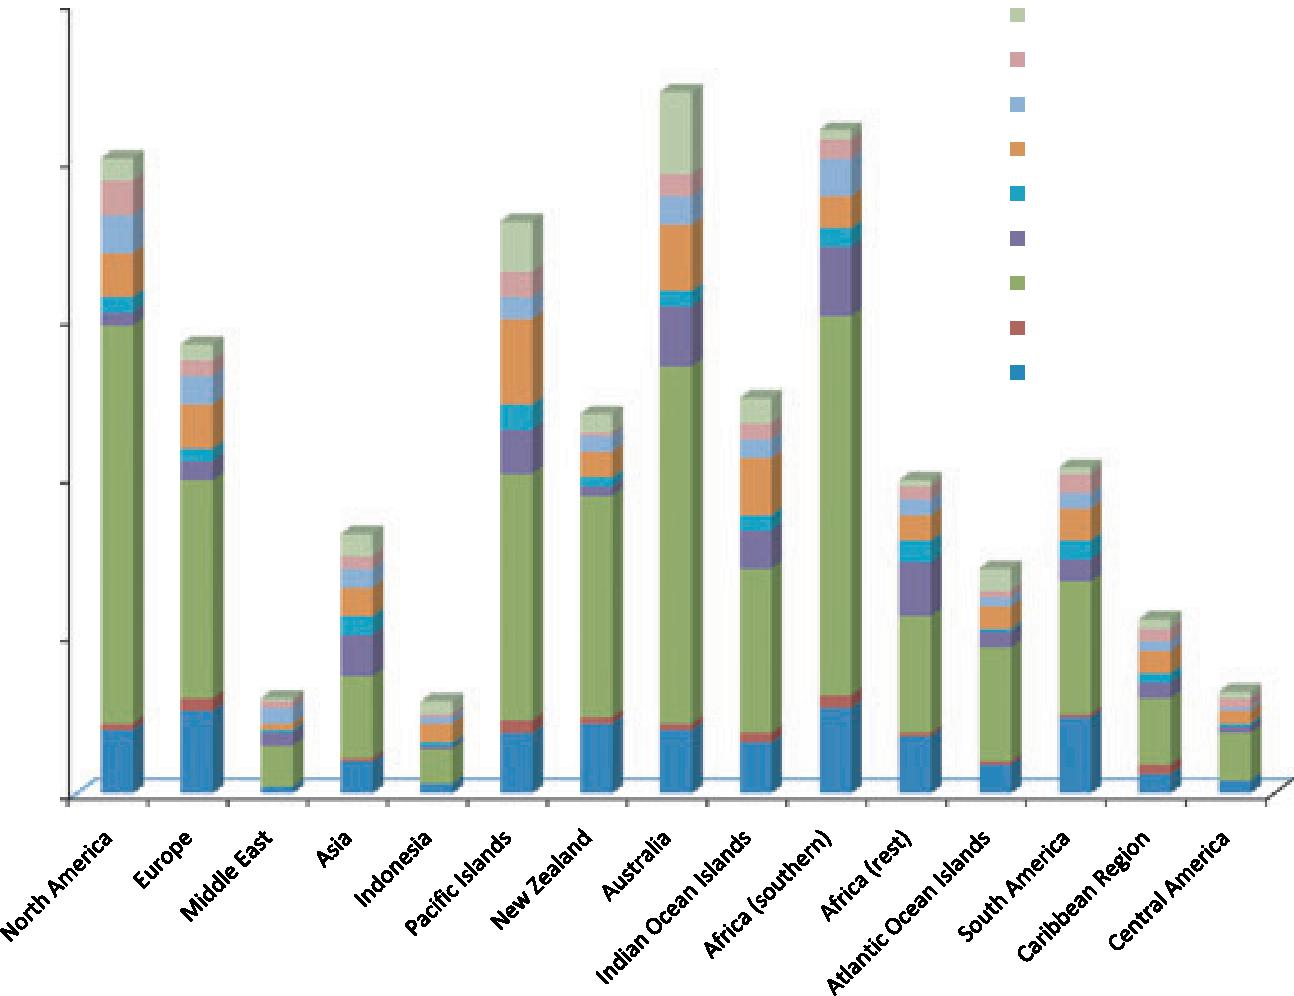 North America
Europe
Middle East
Asia
Indonesia
Pacific Islands
New Zealand
Australia
Indian Ocean Islands
Africa (southern)
Africa (rest)
Atlantic Ocean Islands
South America
Caribbean Region
Central America